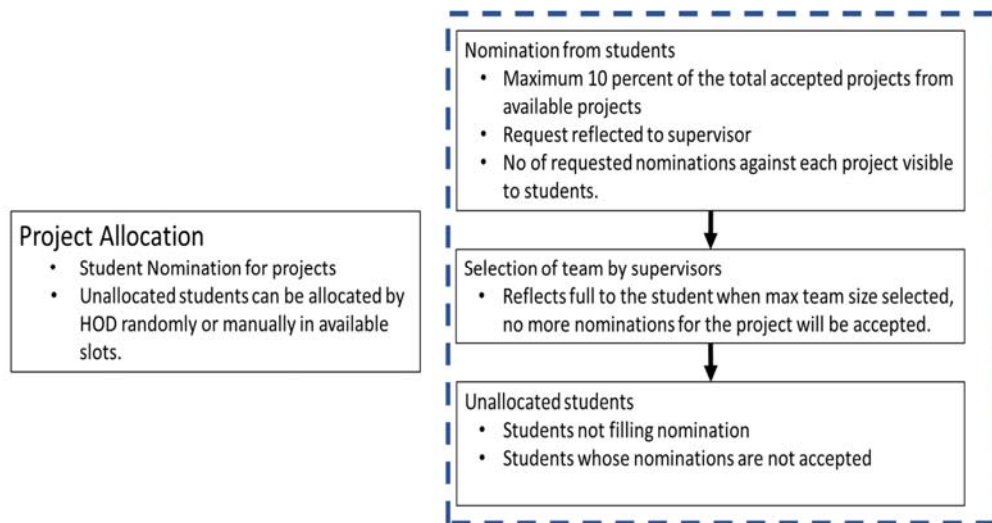 Project Allocation
• Student Nomination for projects
• Unallocated students can be allocated by
HOD randomly or manually in available
slots.
Nomination from students
• Maximum 10 percent of the total accepted projects from
available projects
• Request reflected to supervisor
• No of requested nominations against each project visible
to students.
Selection of team by supervisors
• Reflects full to the student when max team size selected,
no more nominations for the project will be accepted.
Unallocated students
• Students not filling nomination
• Students whose nominations are not accepted